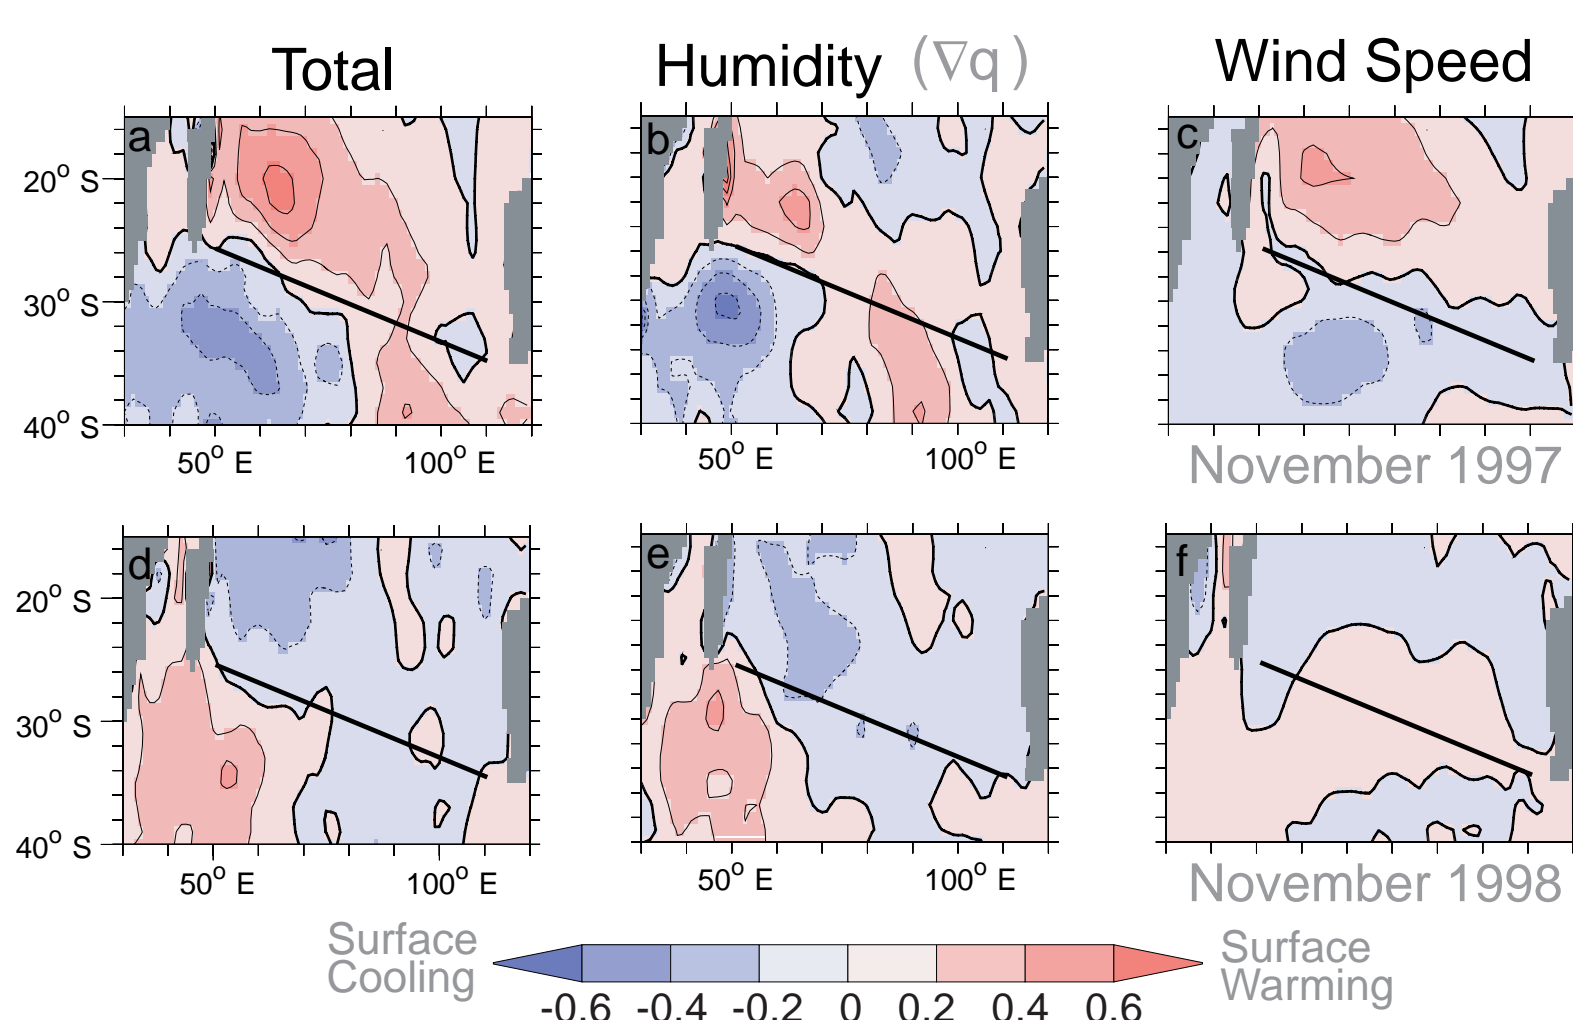 Total
Humidity (∇q)
Wind Speed
a
b
c
20° S
30° S
40° S
50° E
100° E
50° E
100° E
November 1997
d
e
f
20° S
30° S
40° S
50° E
100° E
50° E
100° E
November 1998
Surface
Cooling
Surface
Warming
-0.6 -0.4 -0.2 0 0.2 0.4 0.6